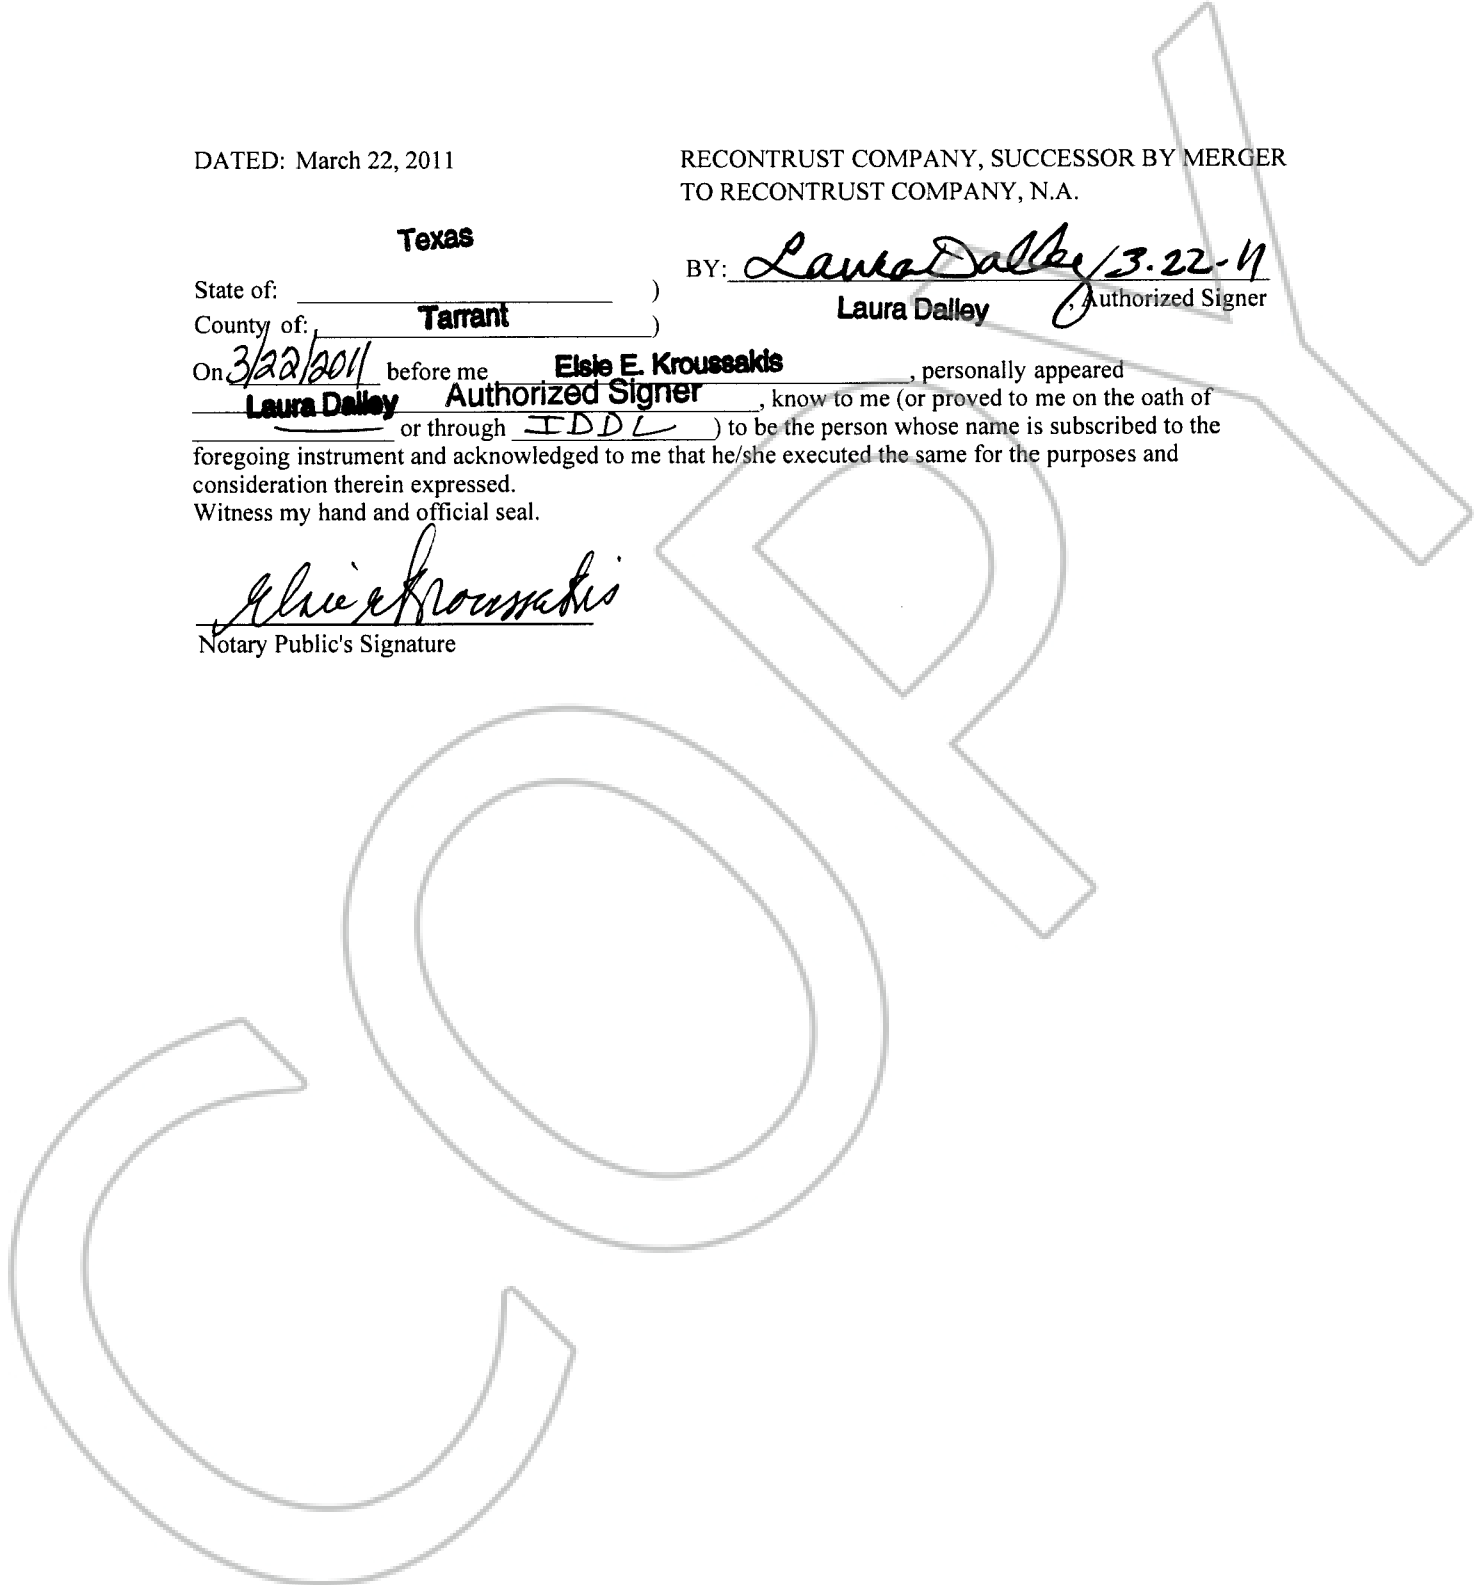 DATED: March 22, 2011
RECONTRUST COMPANY, SUCCESSOR BY MERGER
TO RECONTRUST COMPANY, N.A.
Texas
BY: Laura Dalley 3.22-11
State of: )
Laura Dalley , Authorized Signer
County of: Tarrant )
On 3/22/2011 before me Elsie E. Kroussakis , personally appeared
Laura Dalley Authorized Signer , know to me (or proved to me on the oath of
or through IDDL ) to be the person whose name is subscribed to the
foregoing instrument and acknowledged to me that he/she executed the same for the purposes and
consideration therein expressed.
Witness my hand and official seal.
Elsie E Kroussakis
Notary Public's Signature
COPY